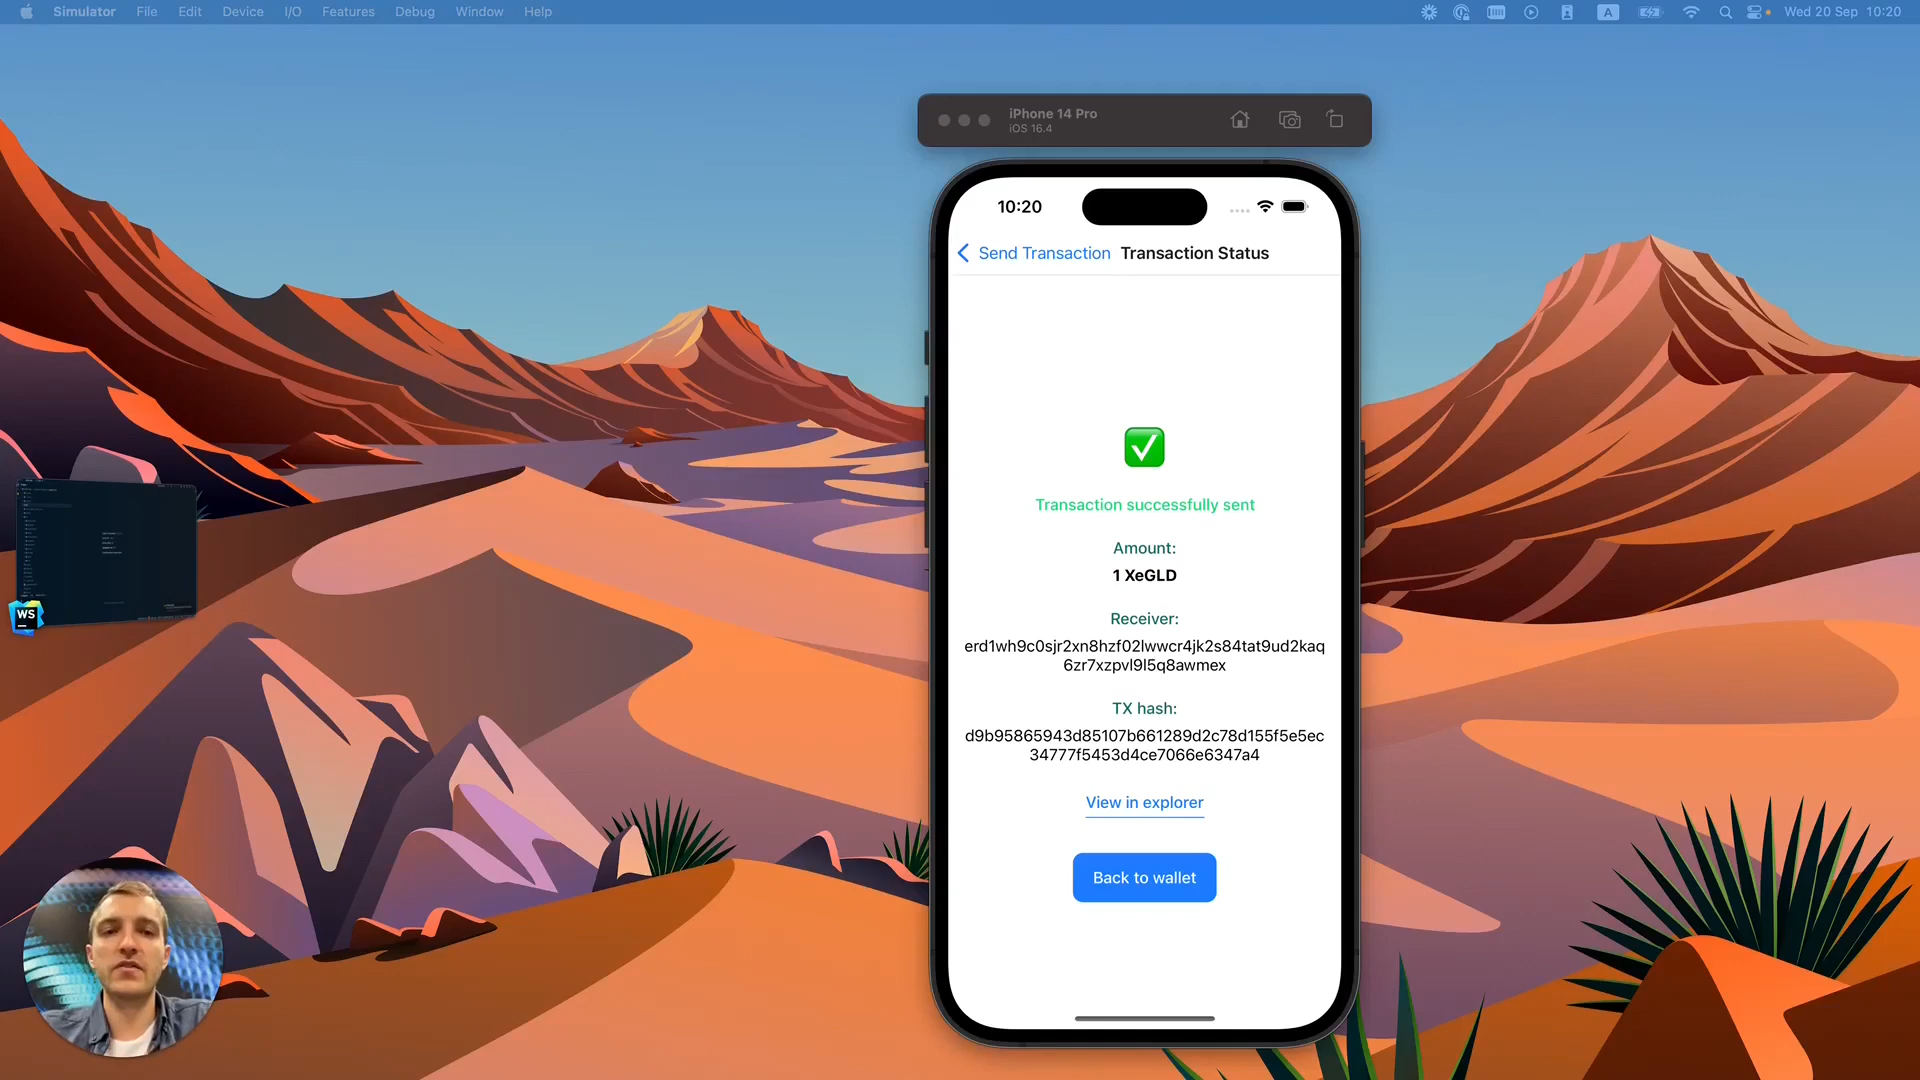 Simulator File Edit Device I/O Features Debug Window Help
A
Wed 20 Sep 10:20
iPhone 14 Pro
iOS 16.4
10:20
Send Transaction Transaction Status
Transaction successfully sent
Amount:
1 XeGLD
Receiver:
erd1wh9c0sjr2xn8hzf02lwwcr4jk2s84tat9ud2kaq
6zr7xzpvl9l5q8awmex
TX hash:
d9b95865943d85107b661289d2c78d155f5e5ec
34777f5453d4ce7066e6347a4
View in explorer
Back to wallet
WS